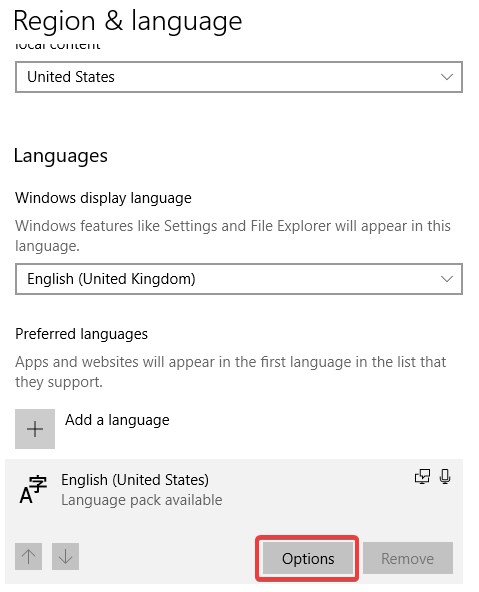 Region & language
local content
United States
Languages
Windows display language
Windows features like Settings and File Explorer will appear in this
language.
English (United Kingdom)
Preferred languages
Apps and websites will appear in the first language in the list that
they support.
Add a language
A字
English (United States)
Language pack available
Options
Remove